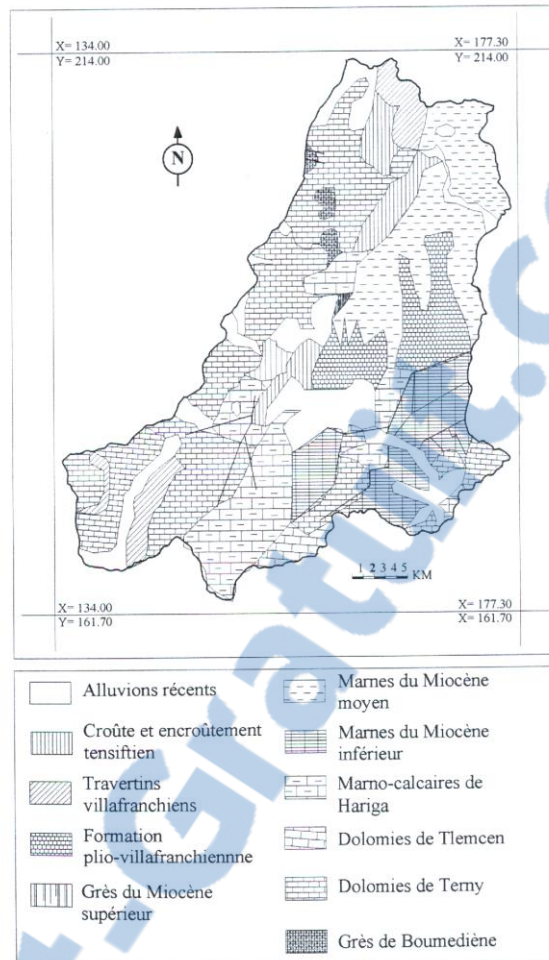 X= 134.00
Y= 214.00
X= 177.30
Y= 214.00
N
1 2 3 4 5
KM
X= 134.00
Y= 161.70
X= 177.30
X= 161.70
Alluvions récents
Croûte et encroûtement
tensiftien
Travertins
villafranchiens
Formation
plio-villafranchiennne
Grès du Miocène
supérieur
Marnes du Miocène
moyen
Marnes du Miocène
inférieur
Marno-calcaires de
Hariga
Dolomies de Tlemcen
Dolomies de Terny
Grès de Boumediène